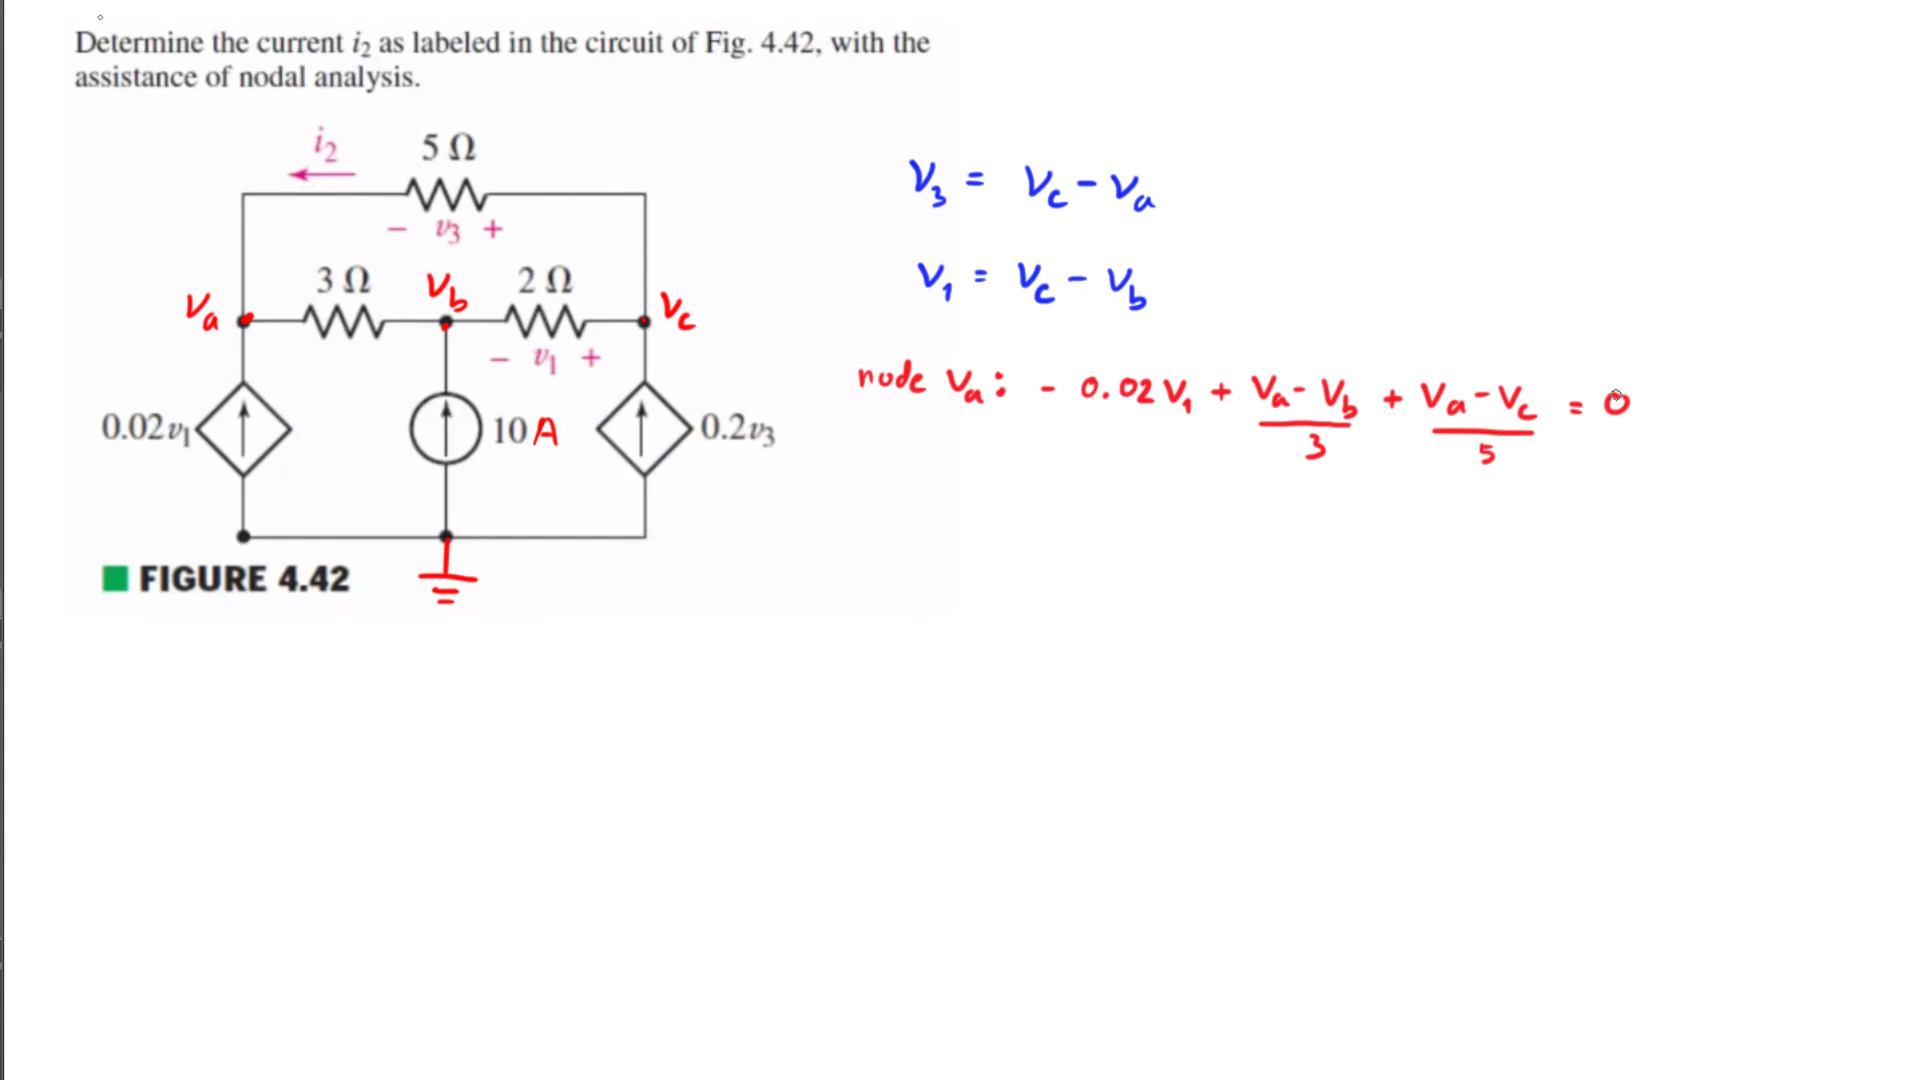 Determine the current i₂ as labeled in the circuit of Fig. 4.42, with the
assistance of nodal analysis.
i₂
5 Ω
− v₃ +
3 Ω
2 Ω
Va
Vb
Vc
− v₁ +
0.02v₁
10 A
0.2v₃
FIGURE 4.42
V₃ = Vc − Va
V₁ = Vc − Vb
node Va: − 0.02 V₁ + (Va − Vb)/3 + (Va − Vc)/5 = 0